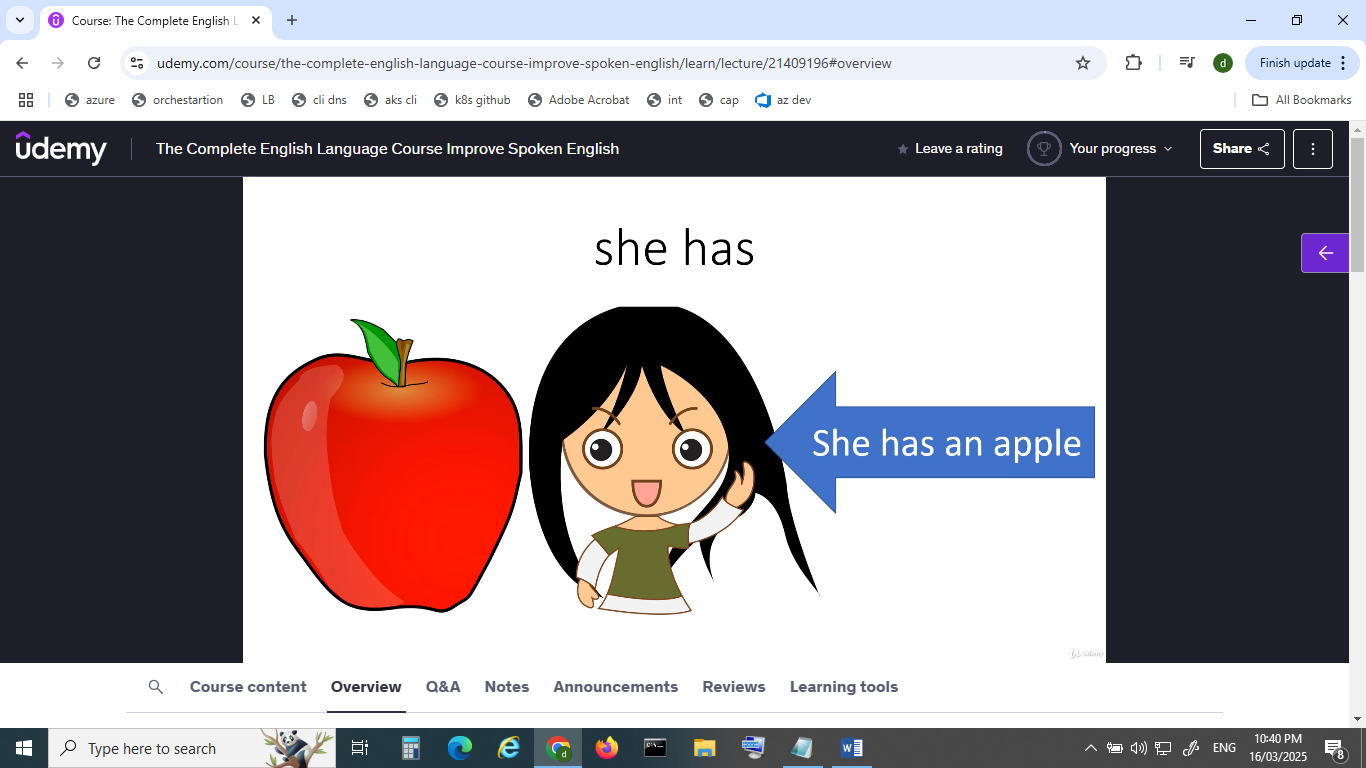 Course: The Complete English L
udemy.com/course/the-complete-english-language-course-improve-spoken-english/learn/lecture/21409196#overview
d
Finish update
azure
orchestartion
LB
cli dns
aks cli
k8s github
Adobe Acrobat
int
cap
az dev
All Bookmarks
udemy
The Complete English Language Course Improve Spoken English
Leave a rating
Your progress
Share
she has
She has an apple
Udemy
Course content
Overview
Q&A
Notes
Announcements
Reviews
Learning tools
Type here to search
ENG
10:40 PM
16/03/2025
8